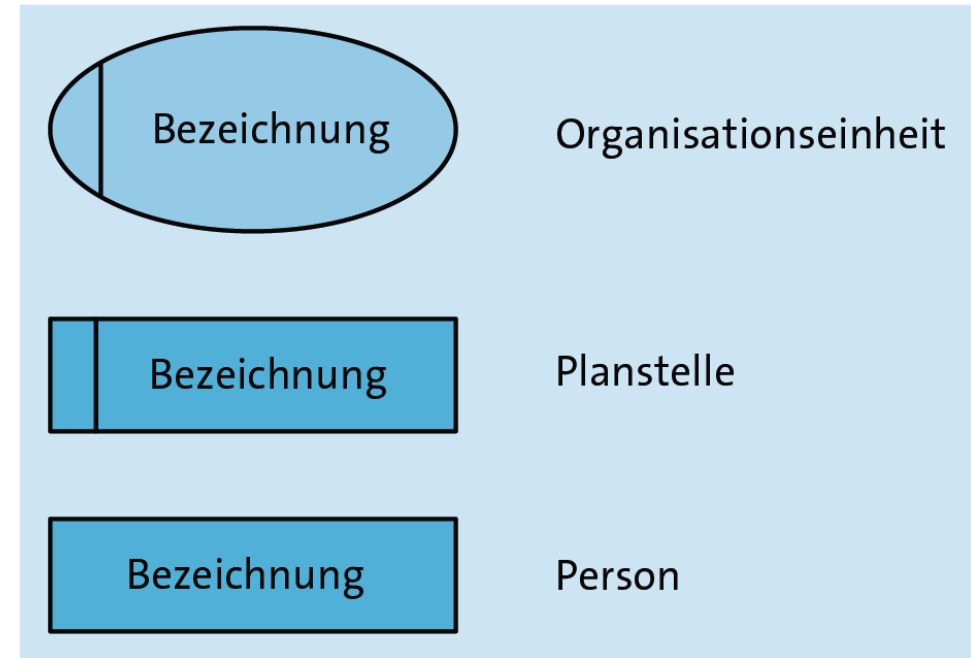 Bezeichnung
Organisationseinheit
Bezeichnung
Planstelle
Bezeichnung
Person